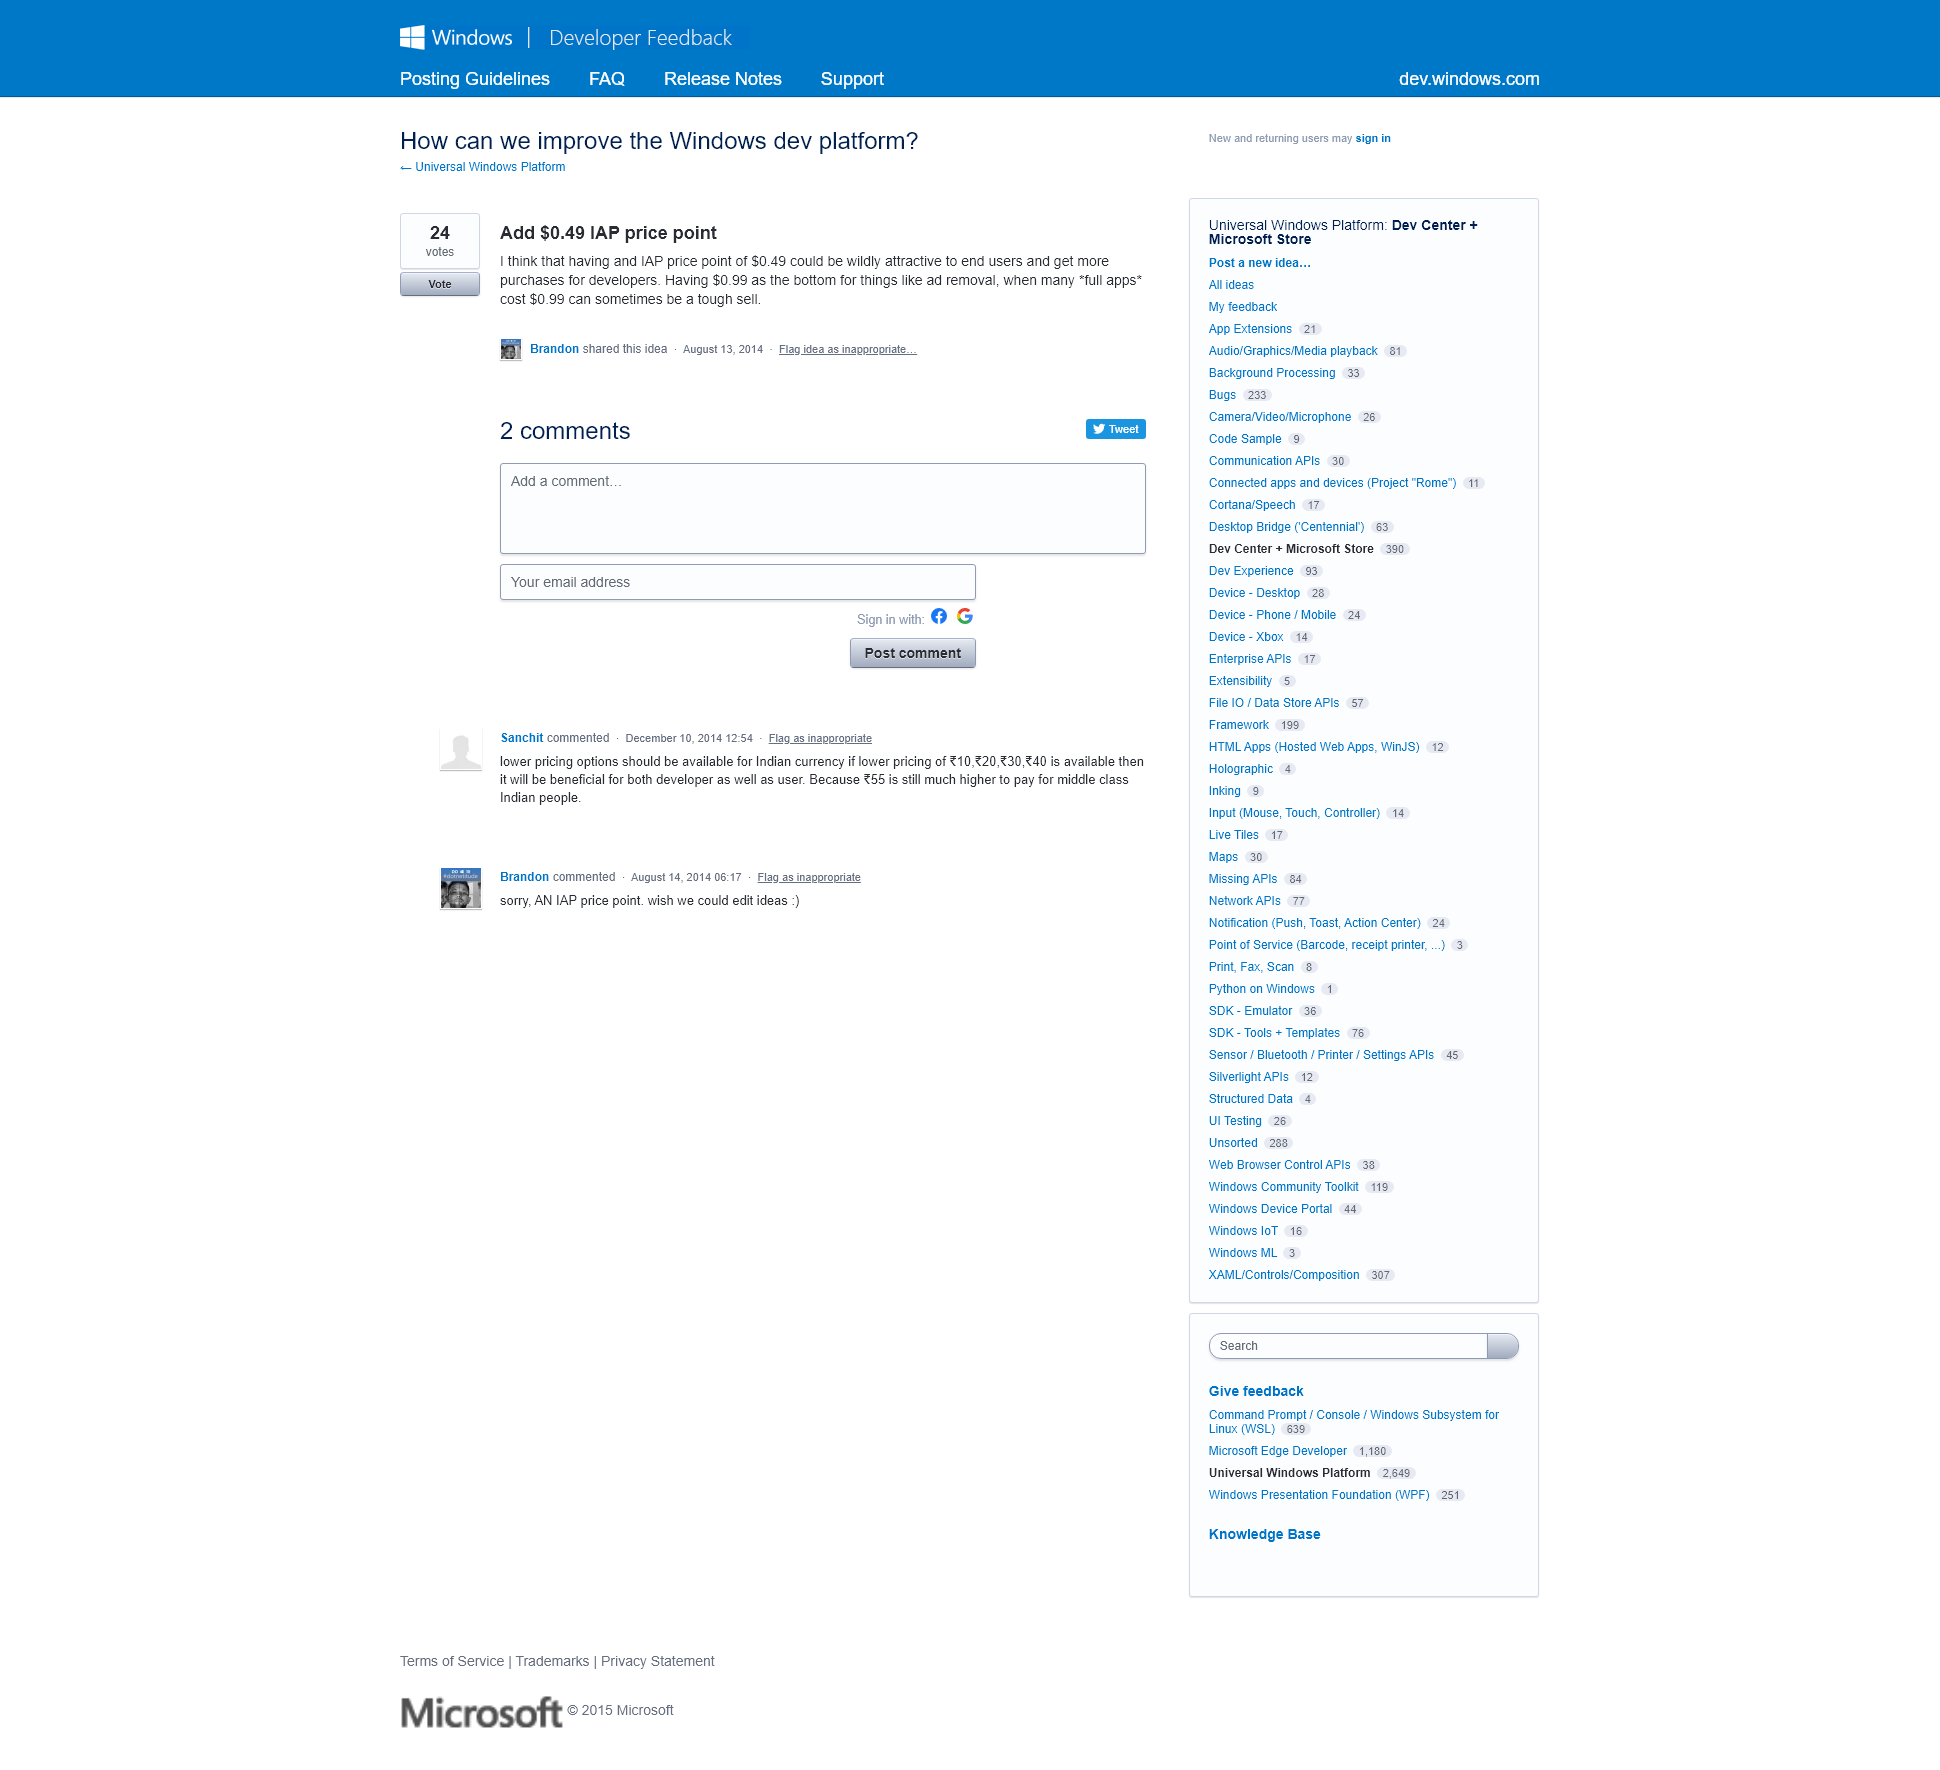 Windows | Developer Feedback
Posting Guidelines FAQ Release Notes Support dev.windows.com
How can we improve the Windows dev platform?
← Universal Windows Platform
New and returning users may sign in
24
votes
Vote
Add $0.49 IAP price point
I think that having and IAP price point of $0.49 could be wildly attractive to end users and get more
purchases for developers. Having $0.99 as the bottom for things like ad removal, when many *full apps*
cost $0.99 can sometimes be a tough sell.
Brandon shared this idea · August 13, 2014 · Flag idea as inappropriate…
2 comments
Tweet
Add a comment…
Your email address
Sign in with:
Post comment
Sanchit commented · December 10, 2014 12:54 · Flag as inappropriate
lower pricing options should be available for Indian currency if lower pricing of ₹10,₹20,₹30,₹40 is available then
it will be beneficial for both developer as well as user. Because ₹55 is still much higher to pay for middle class
Indian people.
Brandon commented · August 14, 2014 06:17 · Flag as inappropriate
sorry, AN IAP price point. wish we could edit ideas :)
Universal Windows Platform: Dev Center +
Microsoft Store
Post a new idea…
All ideas
My feedback
App Extensions 21
Audio/Graphics/Media playback 81
Background Processing 33
Bugs 233
Camera/Video/Microphone 26
Code Sample 9
Communication APIs 30
Connected apps and devices (Project "Rome") 11
Cortana/Speech 17
Desktop Bridge ('Centennial') 63
Dev Center + Microsoft Store 390
Dev Experience 93
Device - Desktop 28
Device - Phone / Mobile 24
Device - Xbox 14
Enterprise APIs 17
Extensibility 5
File IO / Data Store APIs 57
Framework 199
HTML Apps (Hosted Web Apps, WinJS) 12
Holographic 4
Inking 9
Input (Mouse, Touch, Controller) 14
Live Tiles 17
Maps 30
Missing APIs 84
Network APIs 77
Notification (Push, Toast, Action Center) 24
Point of Service (Barcode, receipt printer, ...) 3
Print, Fax, Scan 8
Python on Windows 1
SDK - Emulator 36
SDK - Tools + Templates 76
Sensor / Bluetooth / Printer / Settings APIs 45
Silverlight APIs 12
Structured Data 4
UI Testing 26
Unsorted 288
Web Browser Control APIs 38
Windows Community Toolkit 119
Windows Device Portal 44
Windows IoT 16
Windows ML 3
XAML/Controls/Composition 307
Search
Give feedback
Command Prompt / Console / Windows Subsystem for
Linux (WSL) 639
Microsoft Edge Developer 1,180
Universal Windows Platform 2,649
Windows Presentation Foundation (WPF) 251
Knowledge Base
Terms of Service | Trademarks | Privacy Statement
Microsoft © 2015 Microsoft